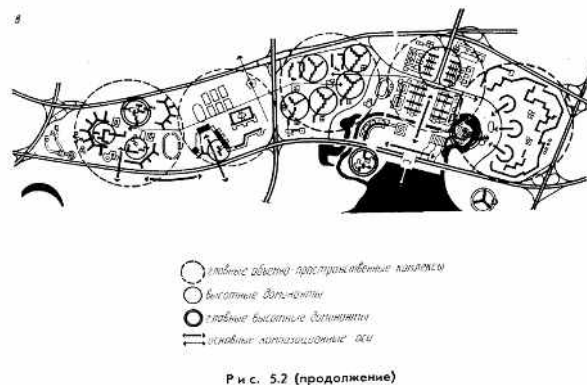 в
главные объемно-пространственные комплексы
высотные доминанты
главные высотные доминанты
основные композиционные оси
Рис. 5.2 (продолжение)